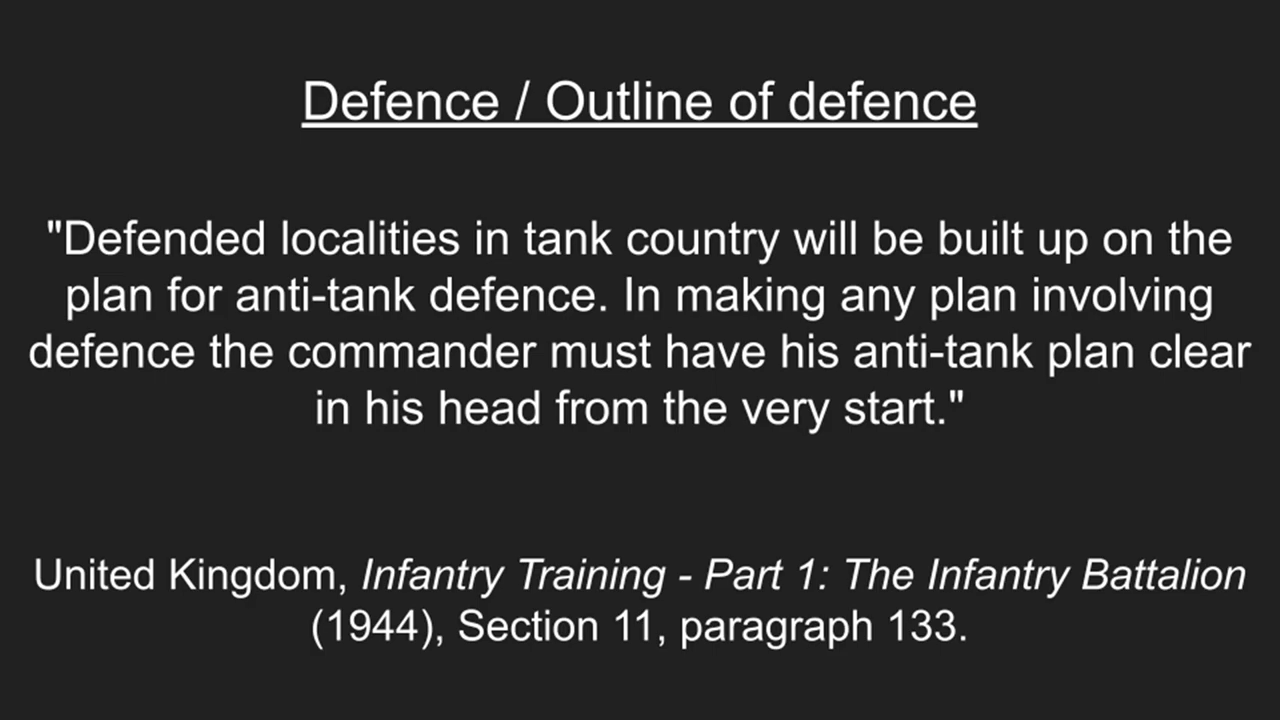 Defence / Outline of defence
"Defended localities in tank country will be built up on the
plan for anti-tank defence. In making any plan involving
defence the commander must have his anti-tank plan clear
in his head from the very start."
United Kingdom, Infantry Training - Part 1: The Infantry Battalion
(1944), Section 11, paragraph 133.